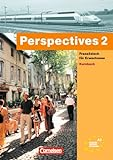 Perspectives 2
Französisch
für Erwachsene
Kursbuch
Cornelsen